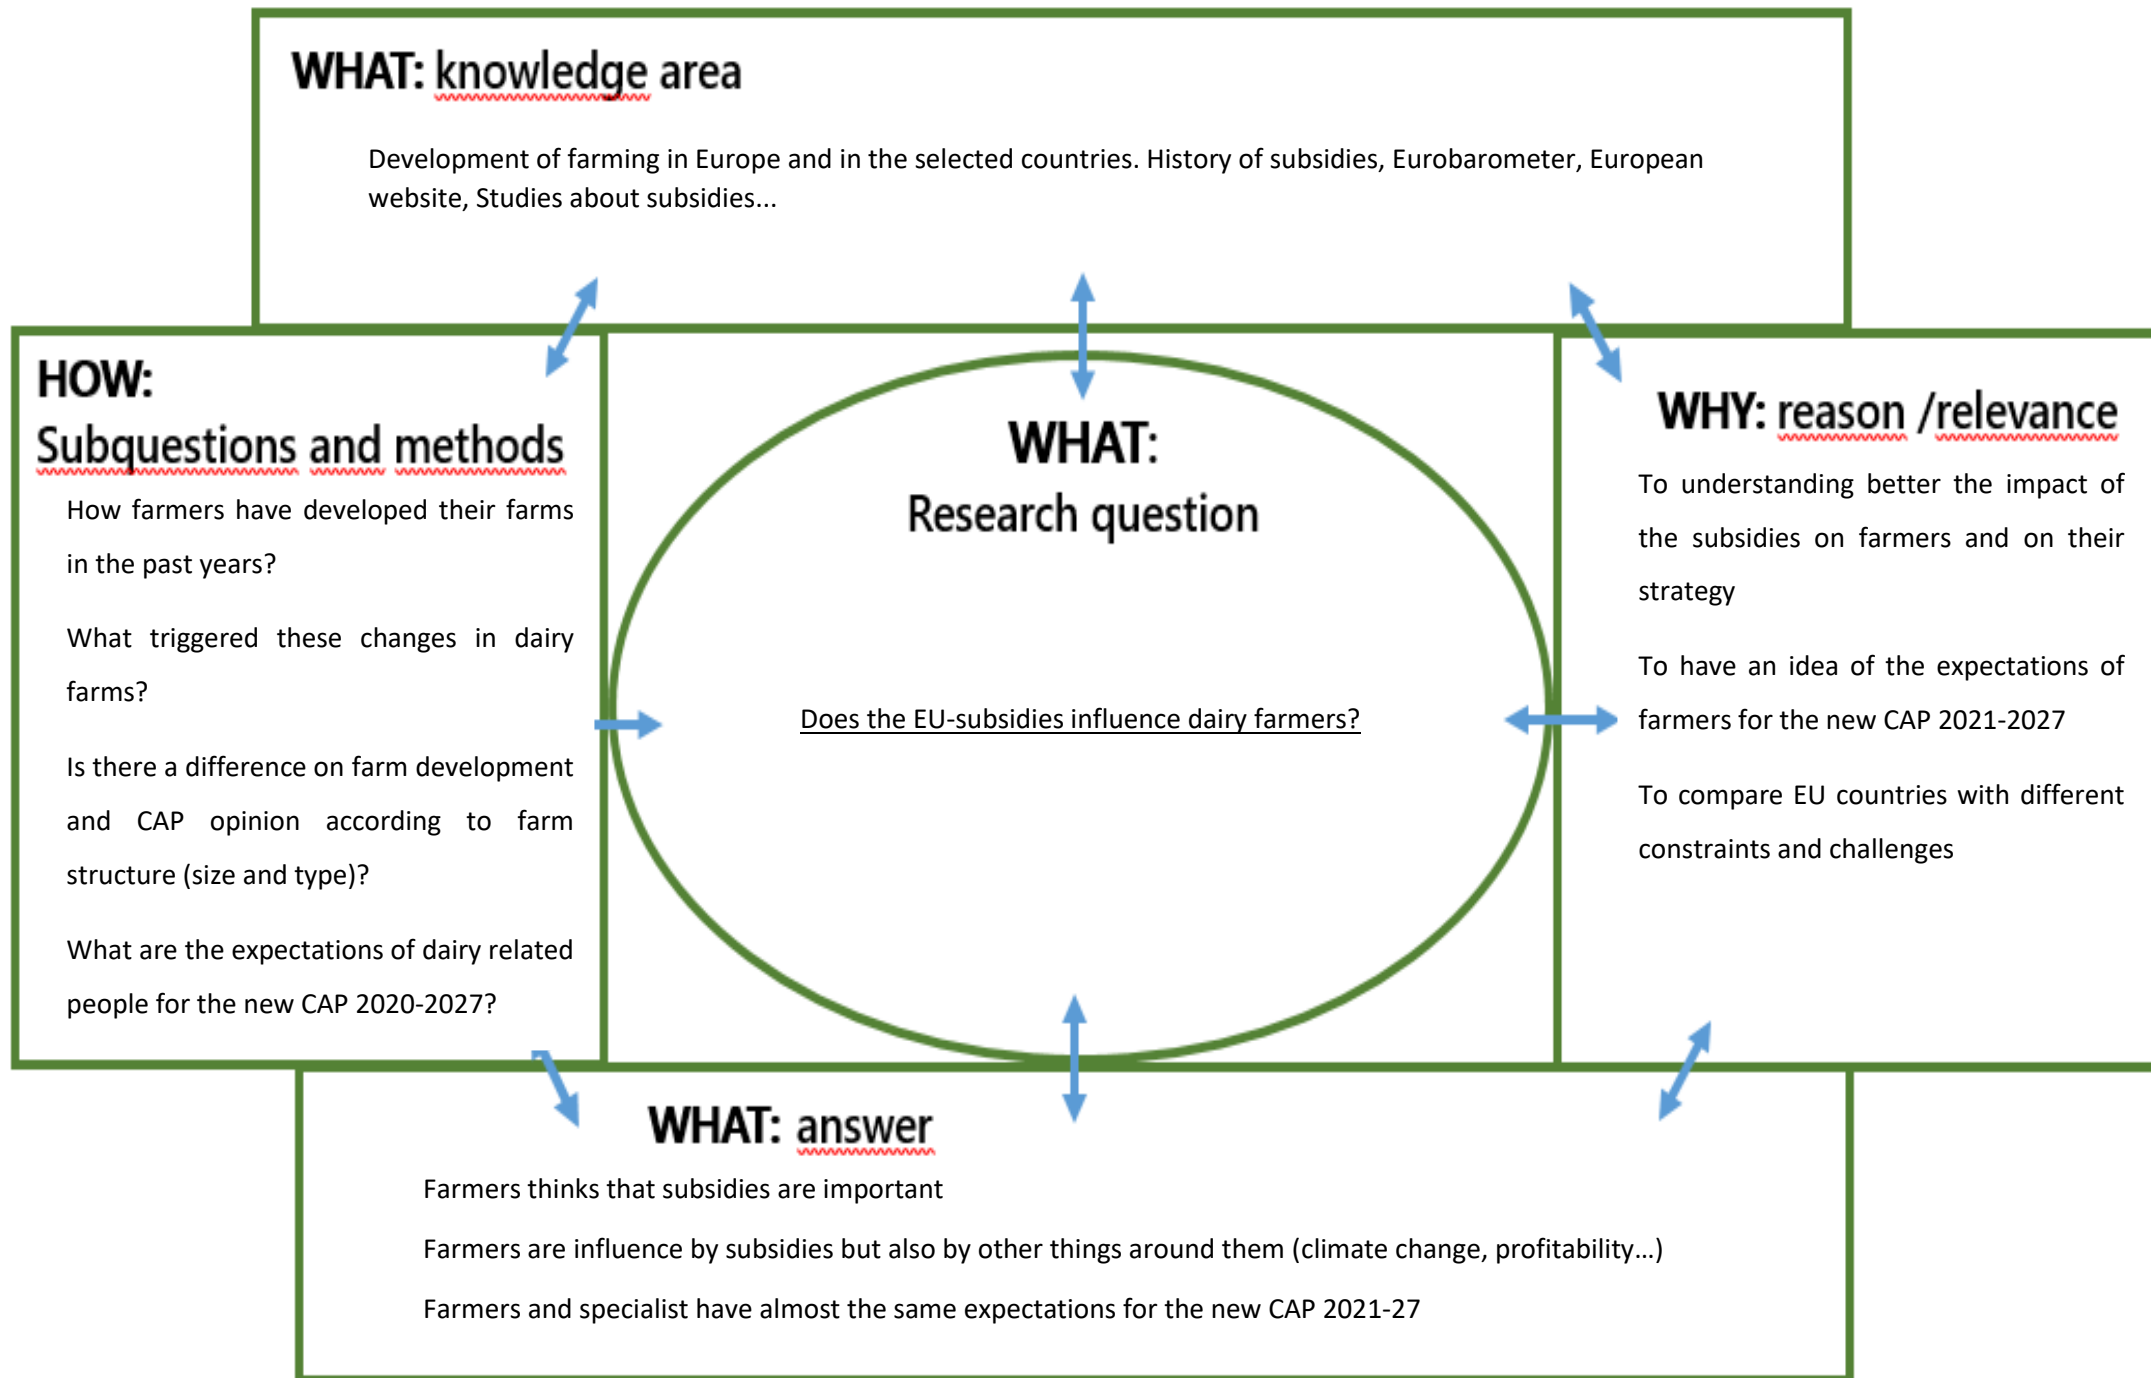 WHAT: knowledge area
Development of farming in Europe and in the selected countries. History of subsidies, Eurobarometer, European
website, Studies about subsidies...
HOW:
Subquestions and methods
How farmers have developed their farms
in the past years?
What triggered these changes in dairy
farms?
Is there a difference on farm development
and CAP opinion according to farm
structure (size and type)?
What are the expectations of dairy related
people for the new CAP 2020-2027?
WHAT:
Research question
Does the EU-subsidies influence dairy farmers?
WHY: reason /relevance
To understanding better the impact of
the subsidies on farmers and on their
strategy
To have an idea of the expectations of
farmers for the new CAP 2021-2027
To compare EU countries with different
constraints and challenges
WHAT: answer
Farmers thinks that subsidies are important
Farmers are influence by subsidies but also by other things around them (climate change, profitability…)
Farmers and specialist have almost the same expectations for the new CAP 2021-27